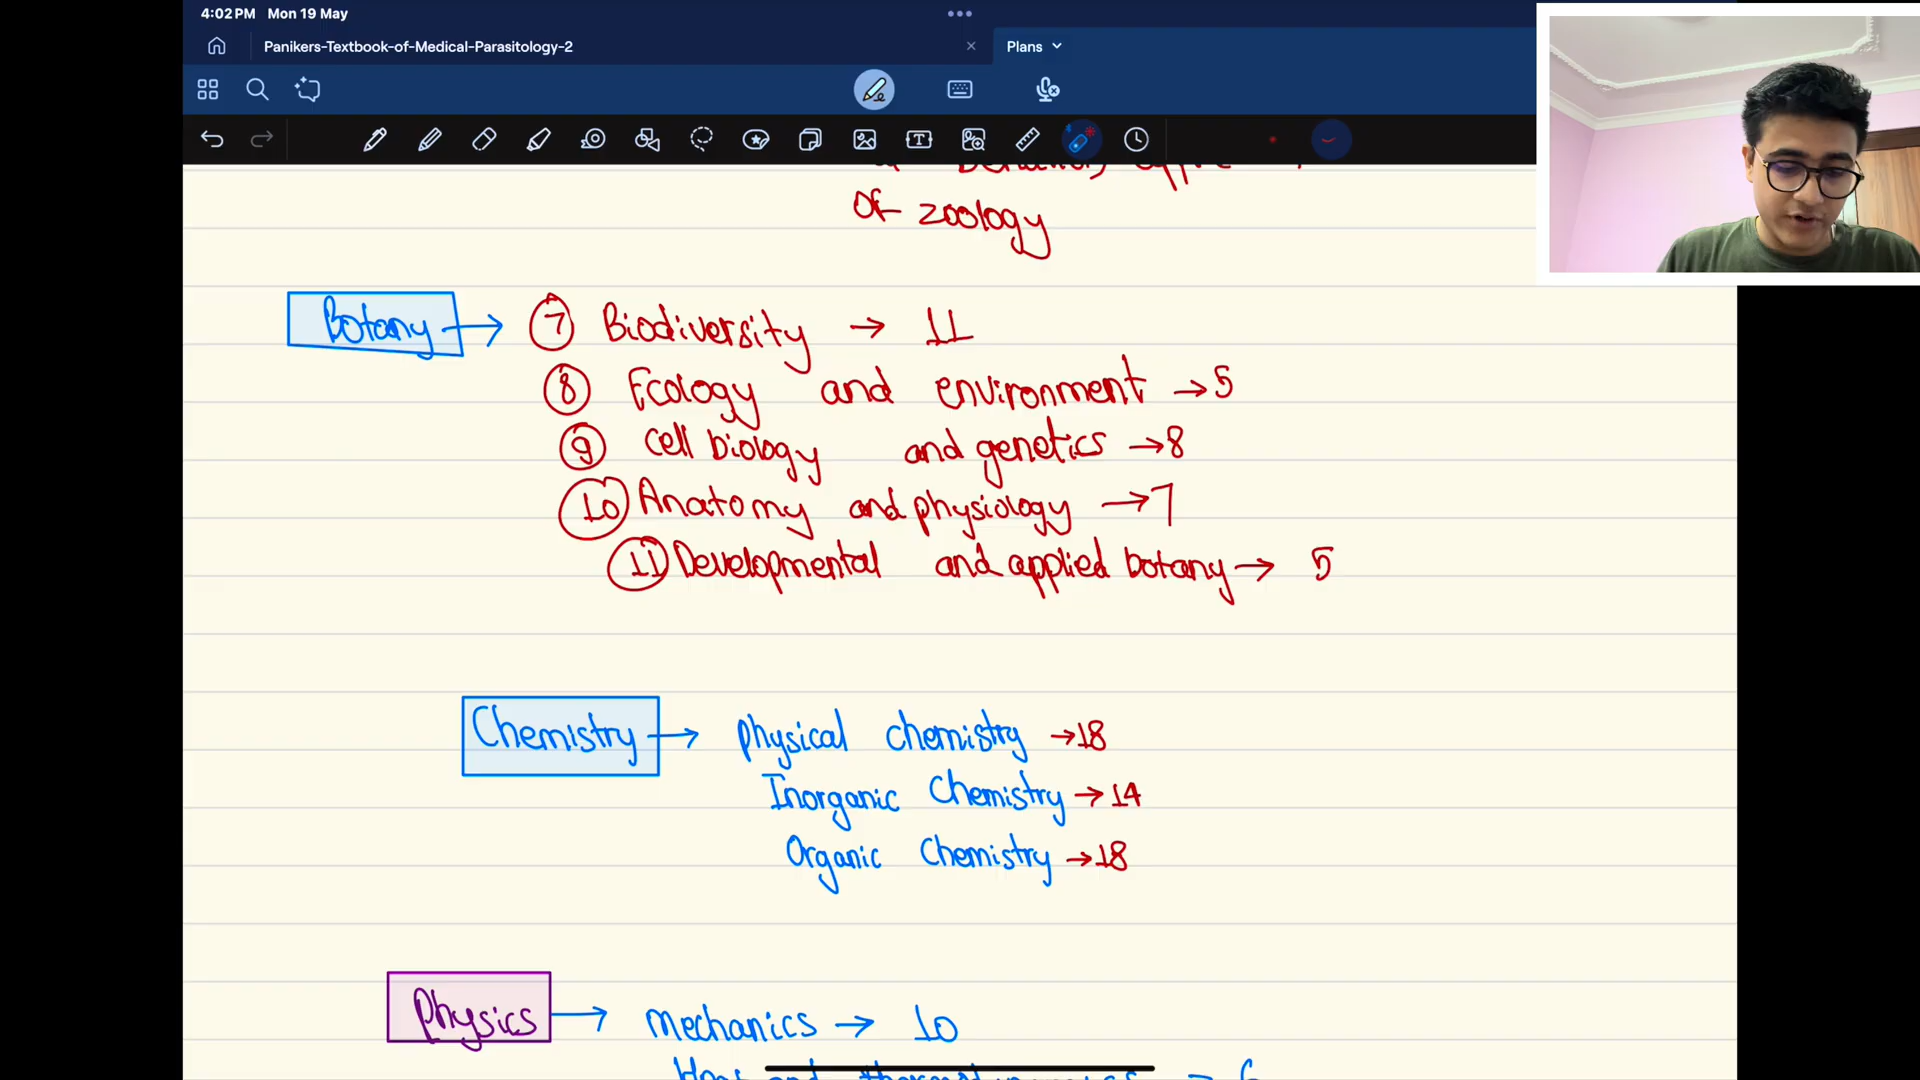 4:02 PM Mon 19 May
Panikers-Textbook-of-Medical-Parasitology-2
Plans
of zoology
Botany → 7 Biodiversity → 11
8 Ecology and environment → 5
9 cell biology and genetics → 8
10 Anatomy and physiology → 7
11 Developmental and applied botany → 5
Chemistry → physical chemistry → 18
Inorganic Chemistry → 14
Organic Chemistry → 18
Physics → mechanics → 10